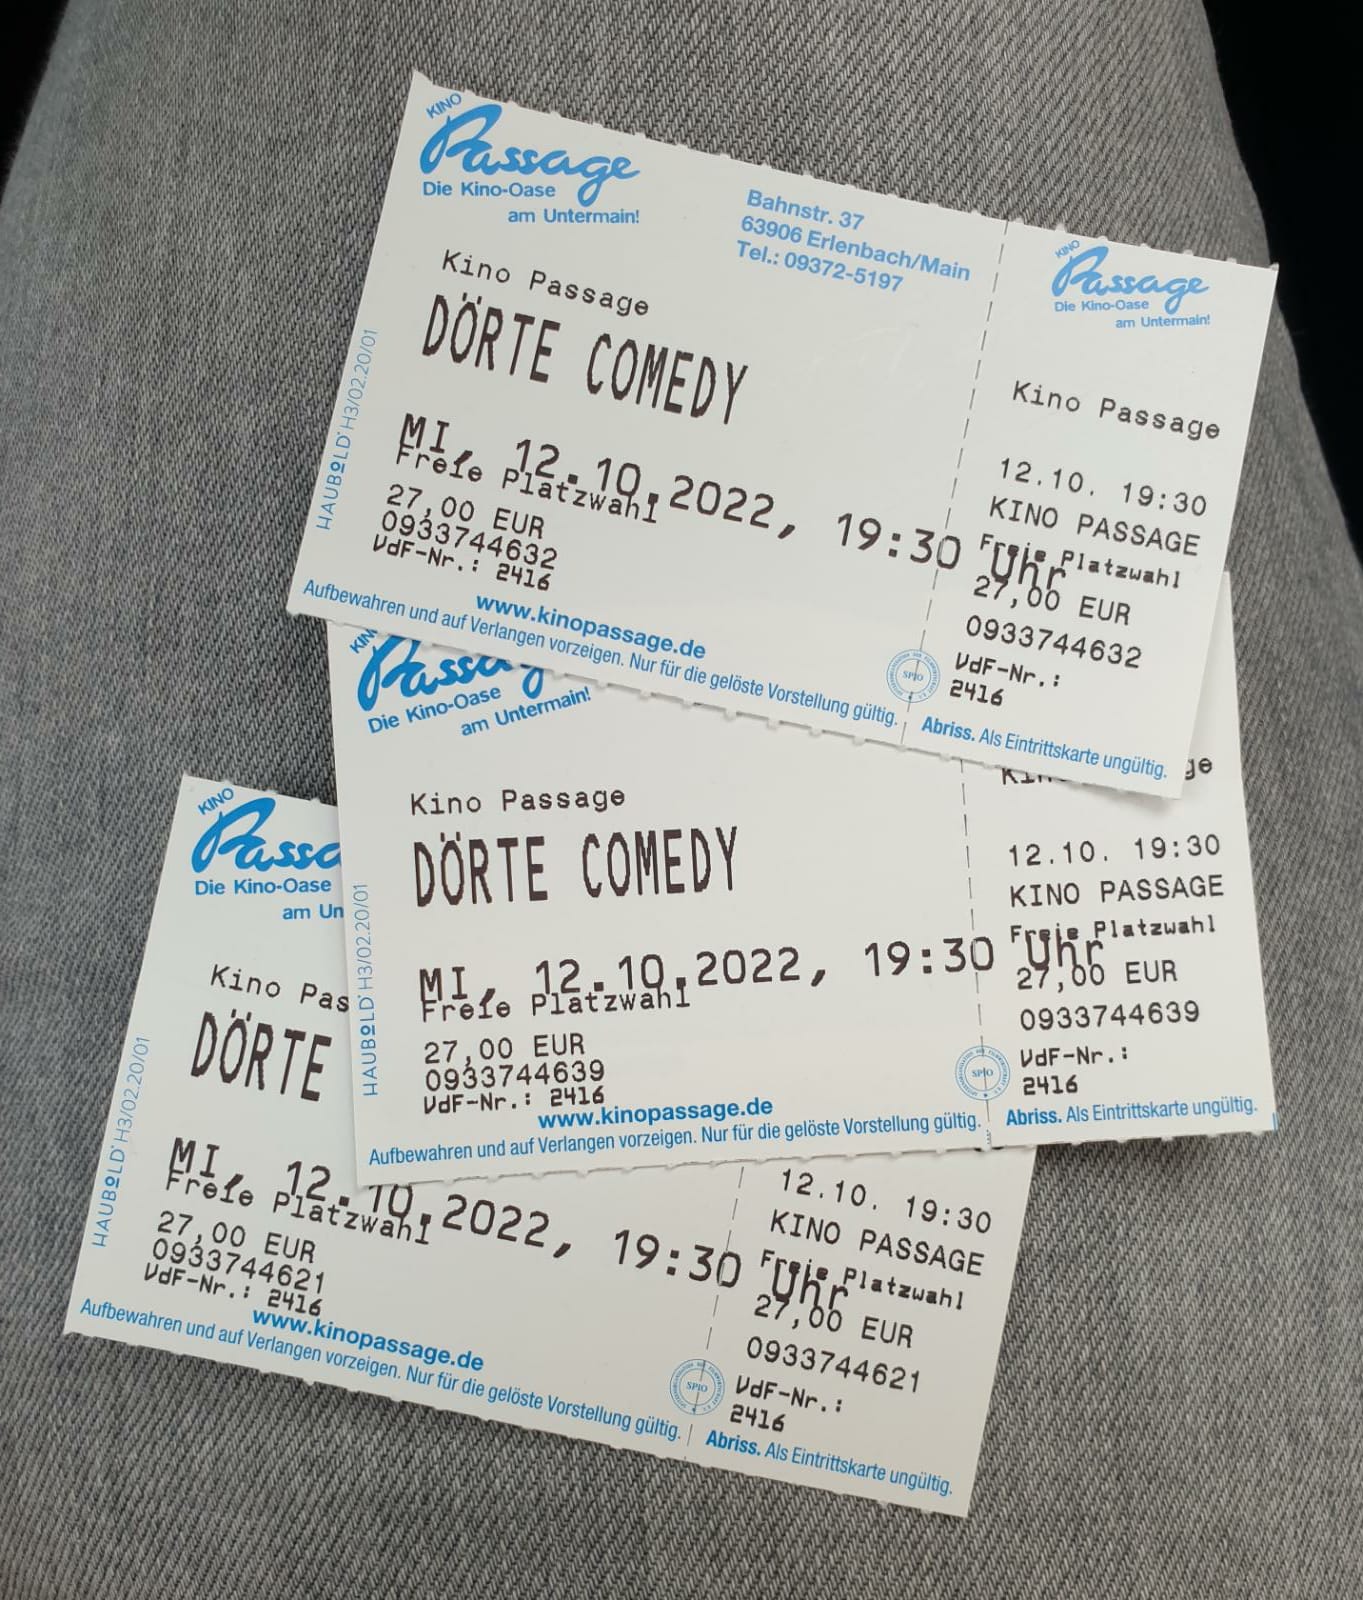 KINO
Passage
Die Kino-Oase
am Untermain!
Bahnstr. 37
63906 Erlenbach/Main
Tel.: 09372-5197
Kino Passage
DÖRTE COMEDY
MI, 12.10.2022, 19:30 Uhr
Freie Platzwahl
27,00 EUR
0933744632
VdF-Nr.: 2416
www.kinopassage.de
Aufbewahren und auf Verlangen vorzeigen. Nur für die gelöste Vorstellung gültig.
HAUBOLD H3/02.20/01
KINO
Passage
Die Kino-Oase
am Untermain!
Kino Passage
12.10. 19:30
KINO PASSAGE
Freie Platzwahl
27,00 EUR
0933744632
VdF-Nr.:
2416
SPIO
Abriss. Als Eintrittskarte ungültig.
Die Kino-Oase
am Untermain!
Kino Passage
DÖRTE COMEDY
MI, 12.10.2022, 19:30 Uhr
Freie Platzwahl
27,00 EUR
0933744639
VdF-Nr.: 2416
www.kinopassage.de
Aufbewahren und auf Verlangen vorzeigen. Nur für die gelöste Vorstellung gültig.
HAUBOLD H3/02.20/01
12.10. 19:30
KINO PASSAGE
Freie Platzwahl
27,00 EUR
0933744639
VdF-Nr.:
2416
SPIO
Abriss. Als Eintrittskarte ungültig.
KINO
Die Kino-Oase
am Un
Kino Pas
DÖRTE
MI, 12.10.2022, 19:30 Uhr
Freie Platzwahl
27,00 EUR
0933744621
VdF-Nr.: 2416
www.kinopassage.de
Aufbewahren und auf Verlangen vorzeigen. Nur für die gelöste Vorstellung gültig.
HAUBOLD H3/02.20/01
12.10. 19:30
KINO PASSAGE
Freie Platzwahl
27,00 EUR
0933744621
VdF-Nr.:
2416
SPIO
Abriss. Als Eintrittskarte ungültig.